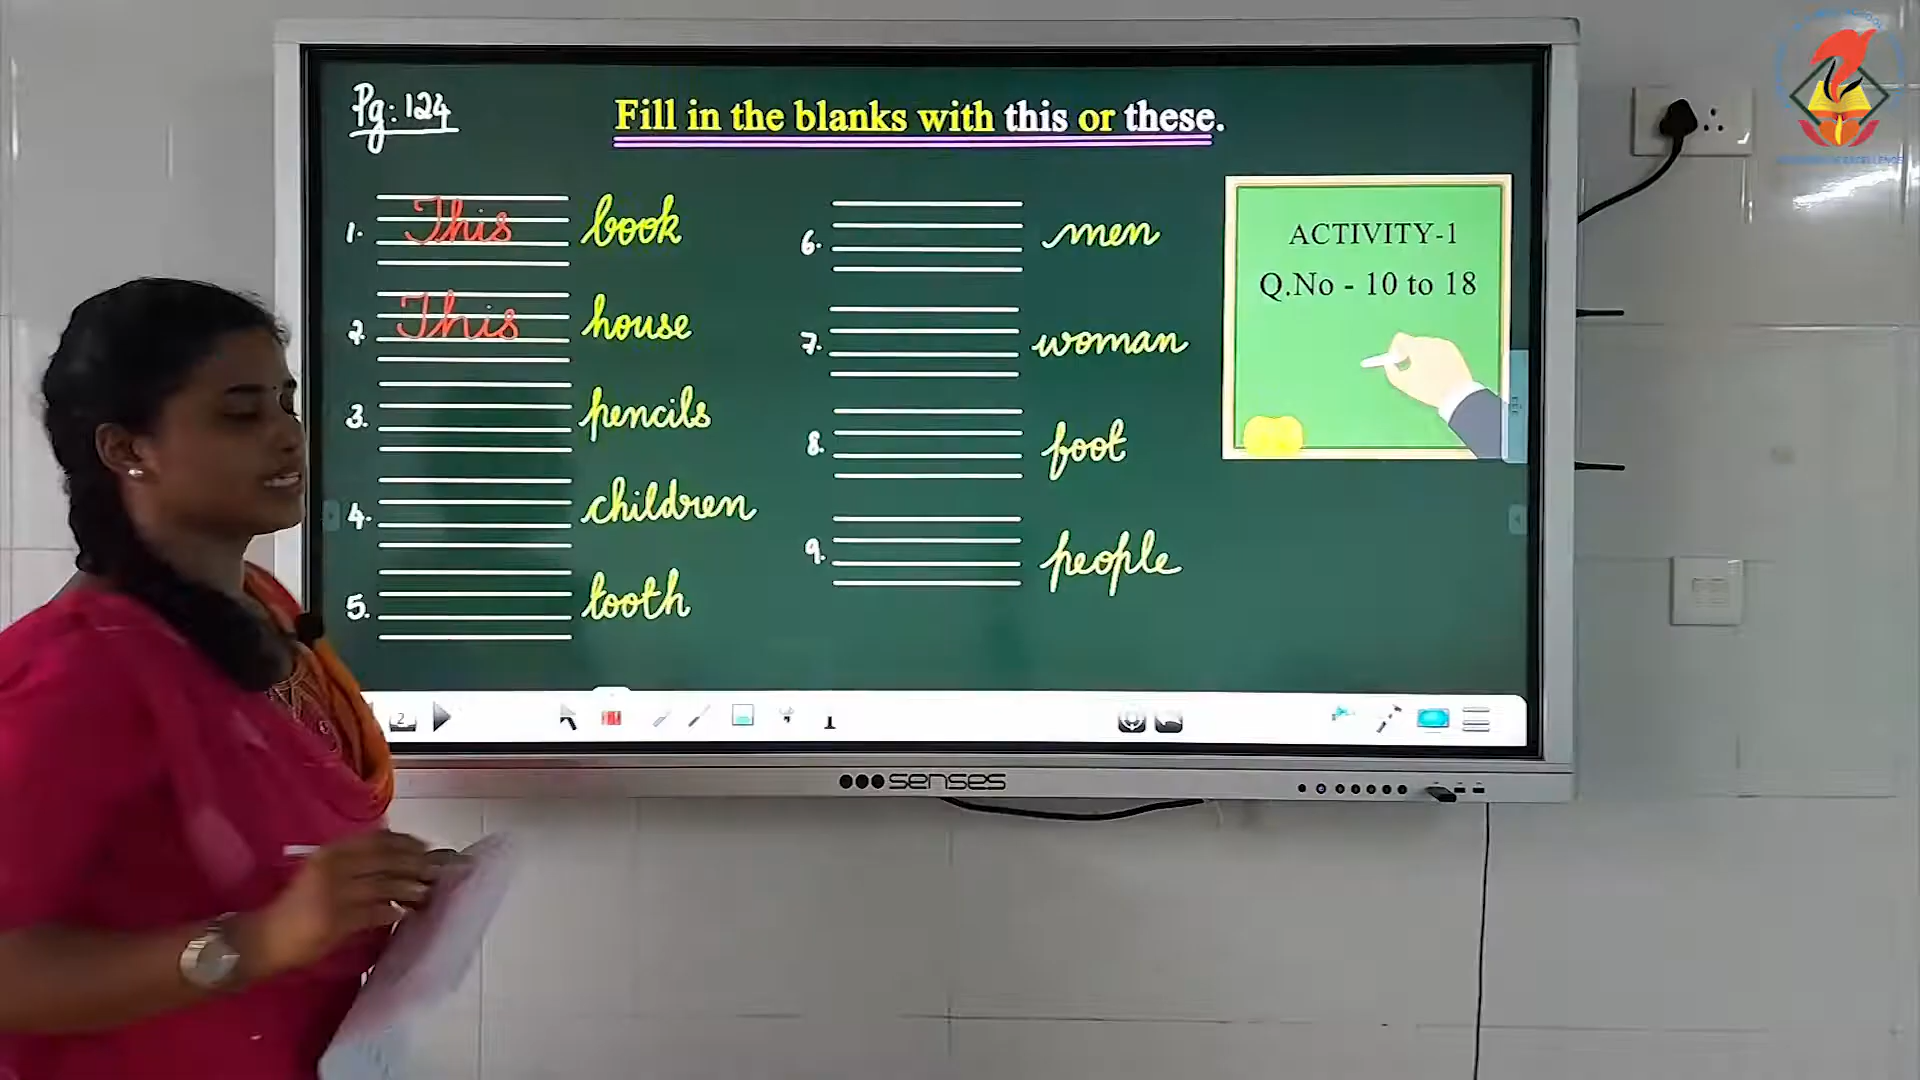 Pg: 124
Fill in the blanks with this or these.
1. This book
2. This house
3. pencils
4. children
5. tooth
6. men
7. woman
8. foot
9. people
ACTIVITY-1
Q.No - 10 to 18
2
senses